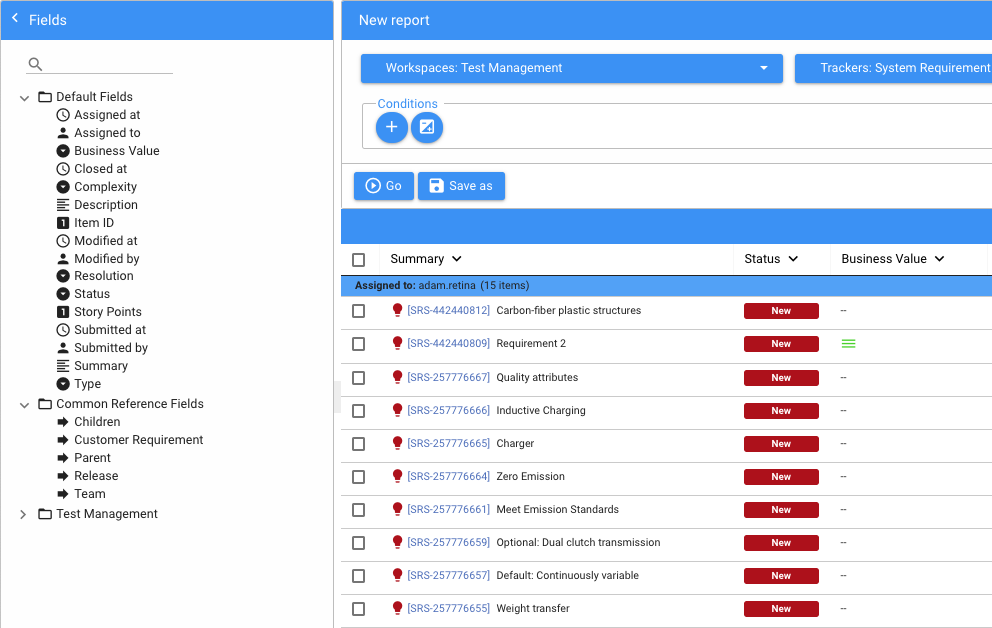 Fields
Default Fields
Assigned at
Assigned to
Business Value
Closed at
Complexity
Description
1 Item ID
Modified at
Modified by
Resolution
Status
1 Story Points
Submitted at
Submitted by
Summary
Type
Common Reference Fields
Children
Customer Requirement
Parent
Release
Team
Test Management
New report
Workspaces: Test Management
Trackers: System Requirement
Conditions
Go
Save as
Summary Status Business Value
Assigned to: adam.retina (15 items)
[SRS-442440812] Carbon-fiber plastic structures New --
[SRS-442440809] Requirement 2 New
[SRS-257776667] Quality attributes New --
[SRS-257776666] Inductive Charging New --
[SRS-257776665] Charger New --
[SRS-257776664] Zero Emission New --
[SRS-257776661] Meet Emission Standards New --
[SRS-257776659] Optional: Dual clutch transmission New --
[SRS-257776657] Default: Continuously variable New --
[SRS-257776655] Weight transfer New --